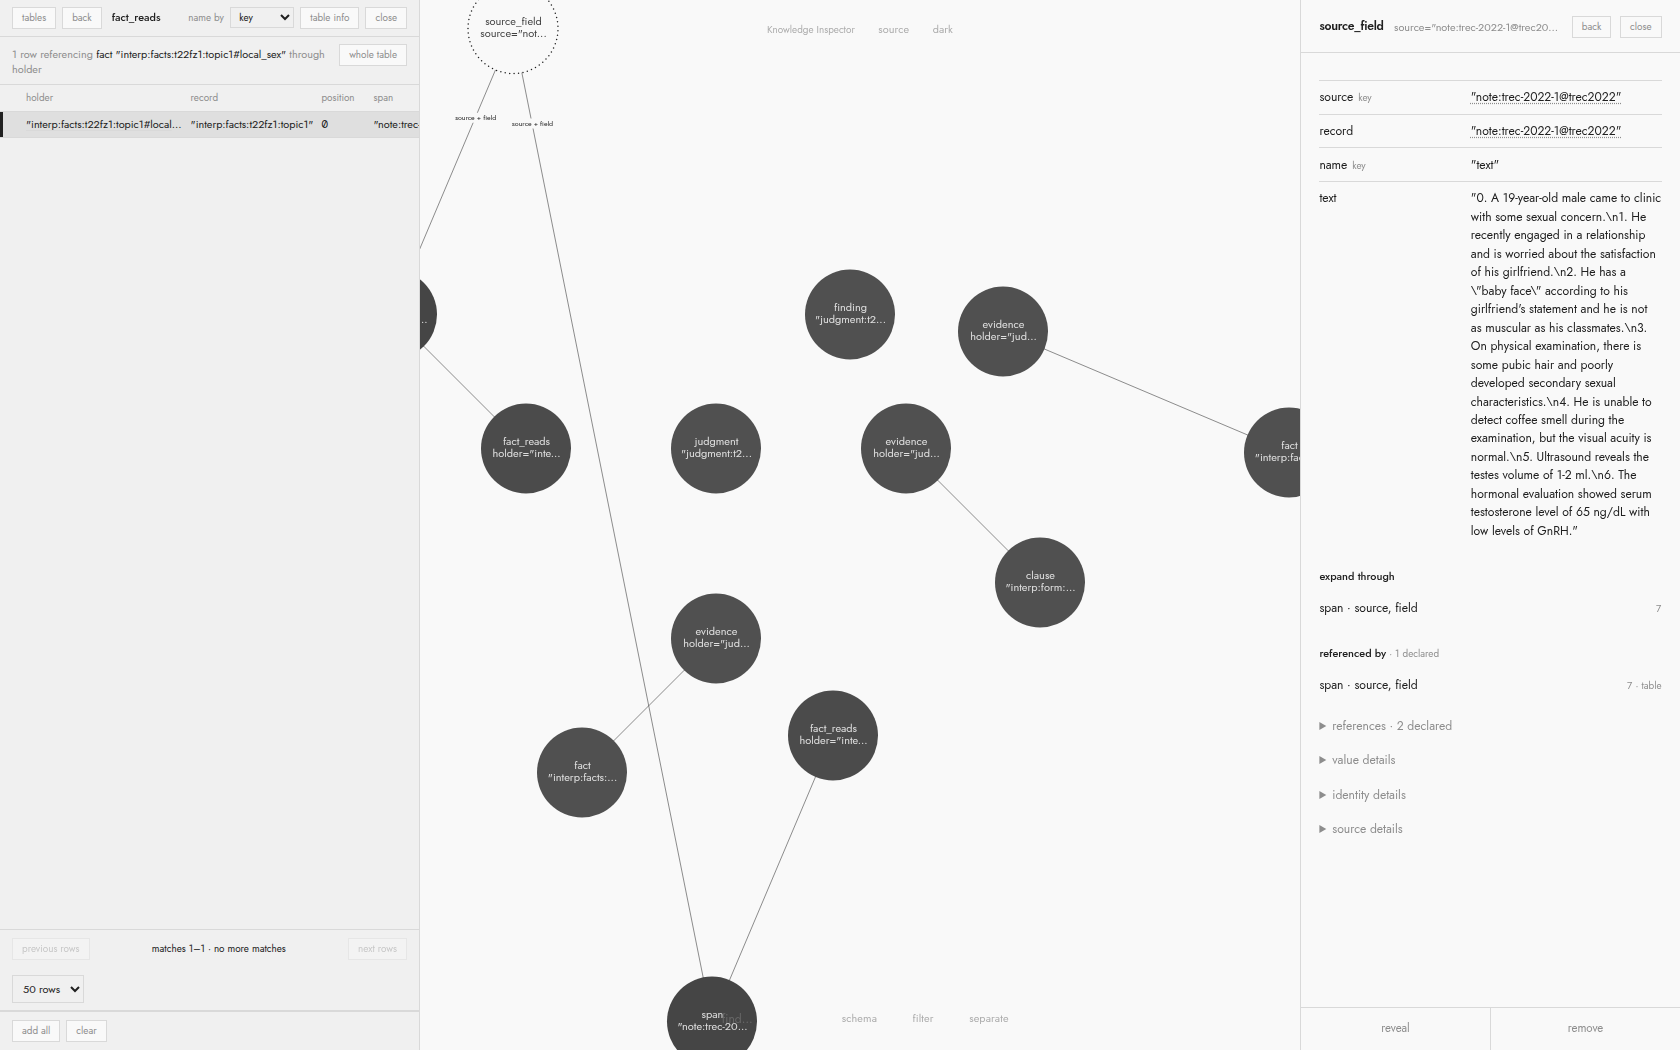 tables back fact_reads name by key table info close
1 row referencing fact "interp:facts:t22fz1:topic1#local_sex" through
holder
whole table
holder record position span
"interp:facts:t22fz1:topic1#local... "interp:facts:t22fz1:topic1" 0 "note:trec
previous rows matches 1–1 · no more matches next rows
50 rows
add all clear
Knowledge Inspector source dark
source_field
source="not...
source + field
source + field
...
finding
"judgment:t2...
evidence
holder="jud...
fact_reads
holder="inte...
judgment
"judgment:t2...
evidence
holder="jud...
fact
"interp:fac
clause
"interp:form:...
evidence
holder="jud...
fact_reads
holder="inte...
fact
"interp:facts:...
span
"note:trec-20...
find...
schema filter separate
source_field source="note:trec-2022-1@trec20... back close
source key "note:trec-2022-1@trec2022"
record "note:trec-2022-1@trec2022"
name key "text"
text "0. A 19-year-old male came to clinic
with some sexual concern.\n1. He
recently engaged in a relationship
and is worried about the satisfaction
of his girlfriend.\n2. He has a
\"baby face\" according to his
girlfriend's statement and he is not
as muscular as his classmates.\n3.
On physical examination, there is
some pubic hair and poorly
developed secondary sexual
characteristics.\n4. He is unable to
detect coffee smell during the
examination, but the visual acuity is
normal.\n5. Ultrasound reveals the
testes volume of 1-2 ml.\n6. The
hormonal evaluation showed serum
testosterone level of 65 ng/dL with
low levels of GnRH."
expand through
span · source, field 7
referenced by · 1 declared
span · source, field 7 · table
▶ references · 2 declared
▶ value details
▶ identity details
▶ source details
reveal remove